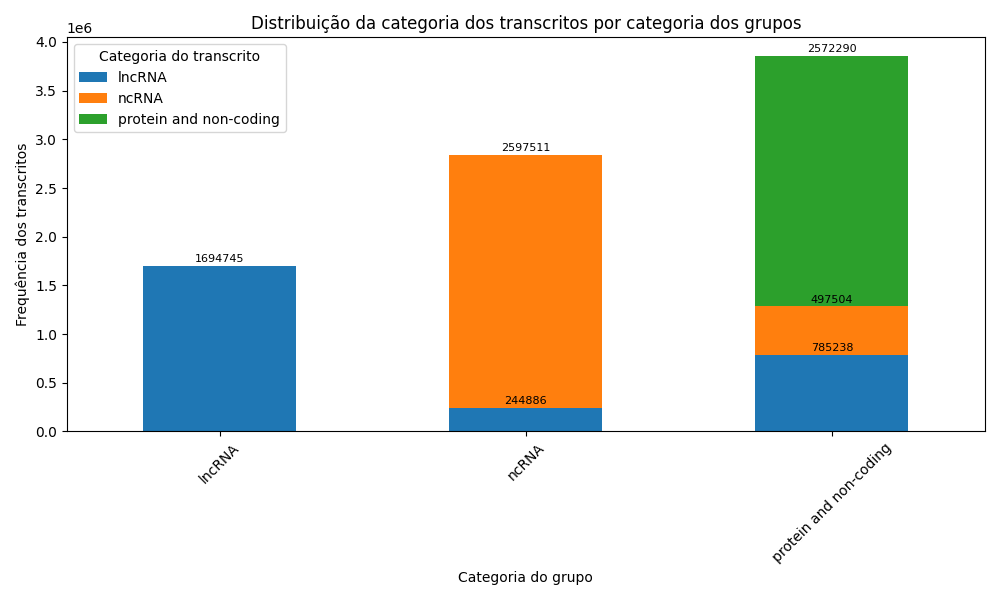 Distribuição da categoria dos transcritos por categoria dos grupos
1e6
Categoria do transcrito
lncRNA
ncRNA
protein and non-coding
Frequência dos transcritos
4.0
3.5
3.0
2.5
2.0
1.5
1.0
0.5
0.0
1694745
2597511
244886
2572290
497504
785238
lncRNA
ncRNA
protein and non-coding
Categoria do grupo